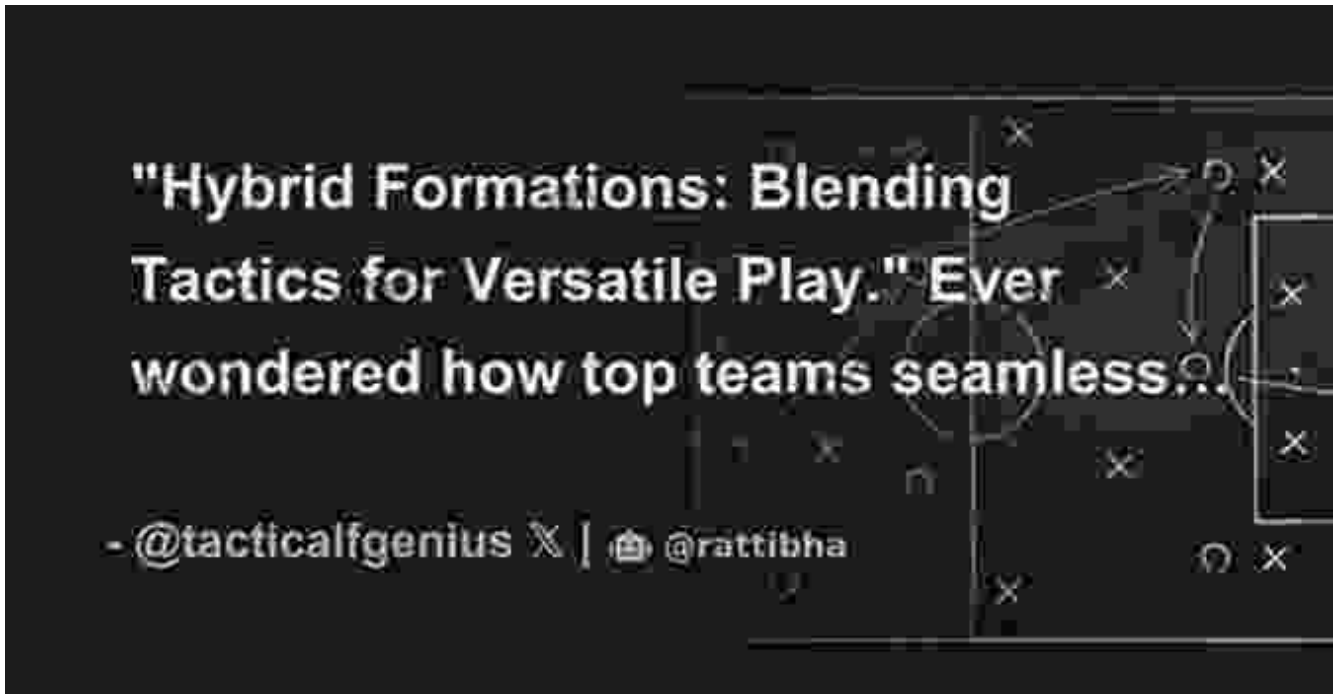 "Hybrid Formations: Blending
Tactics for Versatile Play." Ever
wondered how top teams seamless...
- @tacticalfgenius 𝕏 | 🤖 @rattibha